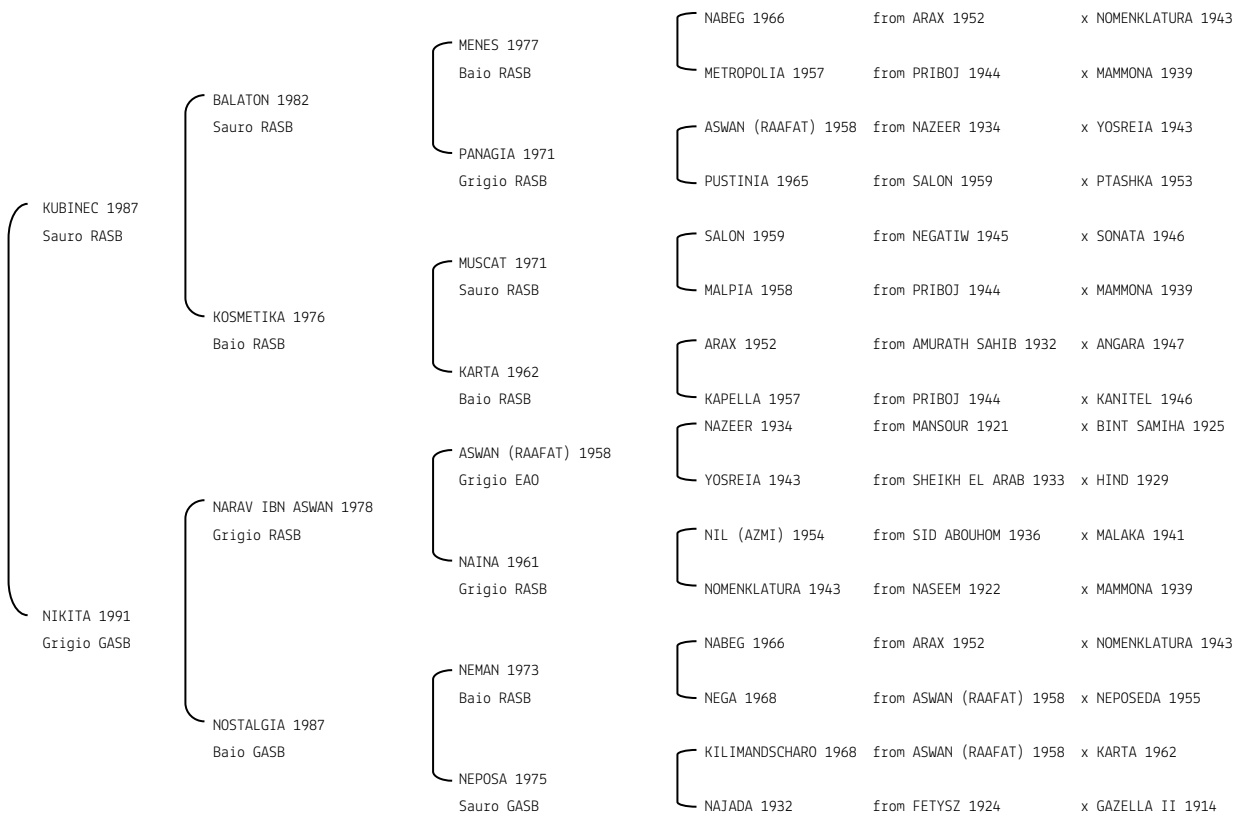 NABEG 1966 from ARAX 1952 x NOMENKLATURA 1943
MENES 1977
Baio RASB
METROPOLIA 1957 from PRIBOJ 1944 x MAMMONA 1939
BALATON 1982
Sauro RASB
ASWAN (RAAFAT) 1958 from NAZEER 1934 x YOSREIA 1943
PANAGIA 1971
Grigio RASB
PUSTINIA 1965 from SALON 1959 x PTASHKA 1953
KUBINEC 1987
Sauro RASB
SALON 1959 from NEGATIW 1945 x SONATA 1946
MUSCAT 1971
Sauro RASB
MALPIA 1958 from PRIBOJ 1944 x MAMMONA 1939
KOSMETIKA 1976
Baio RASB
ARAX 1952 from AMURATH SAHIB 1932 x ANGARA 1947
KARTA 1962
Baio RASB
KAPELLA 1957 from PRIBOJ 1944 x KANITEL 1946
NAZEER 1934 from MANSOUR 1921 x BINT SAMIHA 1925
ASWAN (RAAFAT) 1958
Grigio EAO
YOSREIA 1943 from SHEIKH EL ARAB 1933 x HIND 1929
NARAV IBN ASWAN 1978
Grigio RASB
NIL (AZMI) 1954 from SID ABOUHOM 1936 x MALAKA 1941
NAINA 1961
Grigio RASB
NOMENKLATURA 1943 from NASEEM 1922 x MAMMONA 1939
NIKITA 1991
Grigio GASB
NABEG 1966 from ARAX 1952 x NOMENKLATURA 1943
NEMAN 1973
Baio RASB
NEGA 1968 from ASWAN (RAAFAT) 1958 x NEPOSEDA 1955
NOSTALGIA 1987
Baio GASB
KILIMANDSCHARO 1968 from ASWAN (RAAFAT) 1958 x KARTA 1962
NEPOSA 1975
Sauro GASB
NAJADA 1932 from FETYSZ 1924 x GAZELLA II 1914